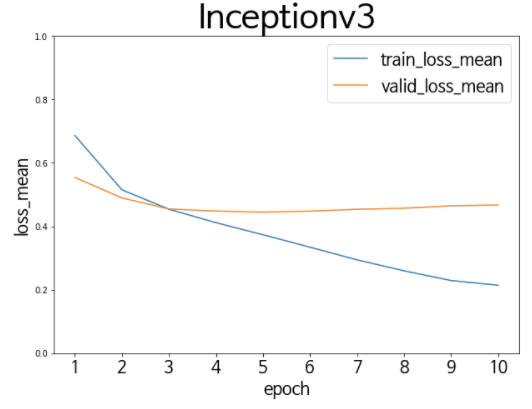 Inceptionv3
train_loss_mean
valid_loss_mean
loss_mean
1.0
0.8
0.6
0.4
0.2
0.0
1 2 3 4 5 6 7 8 9 10
epoch